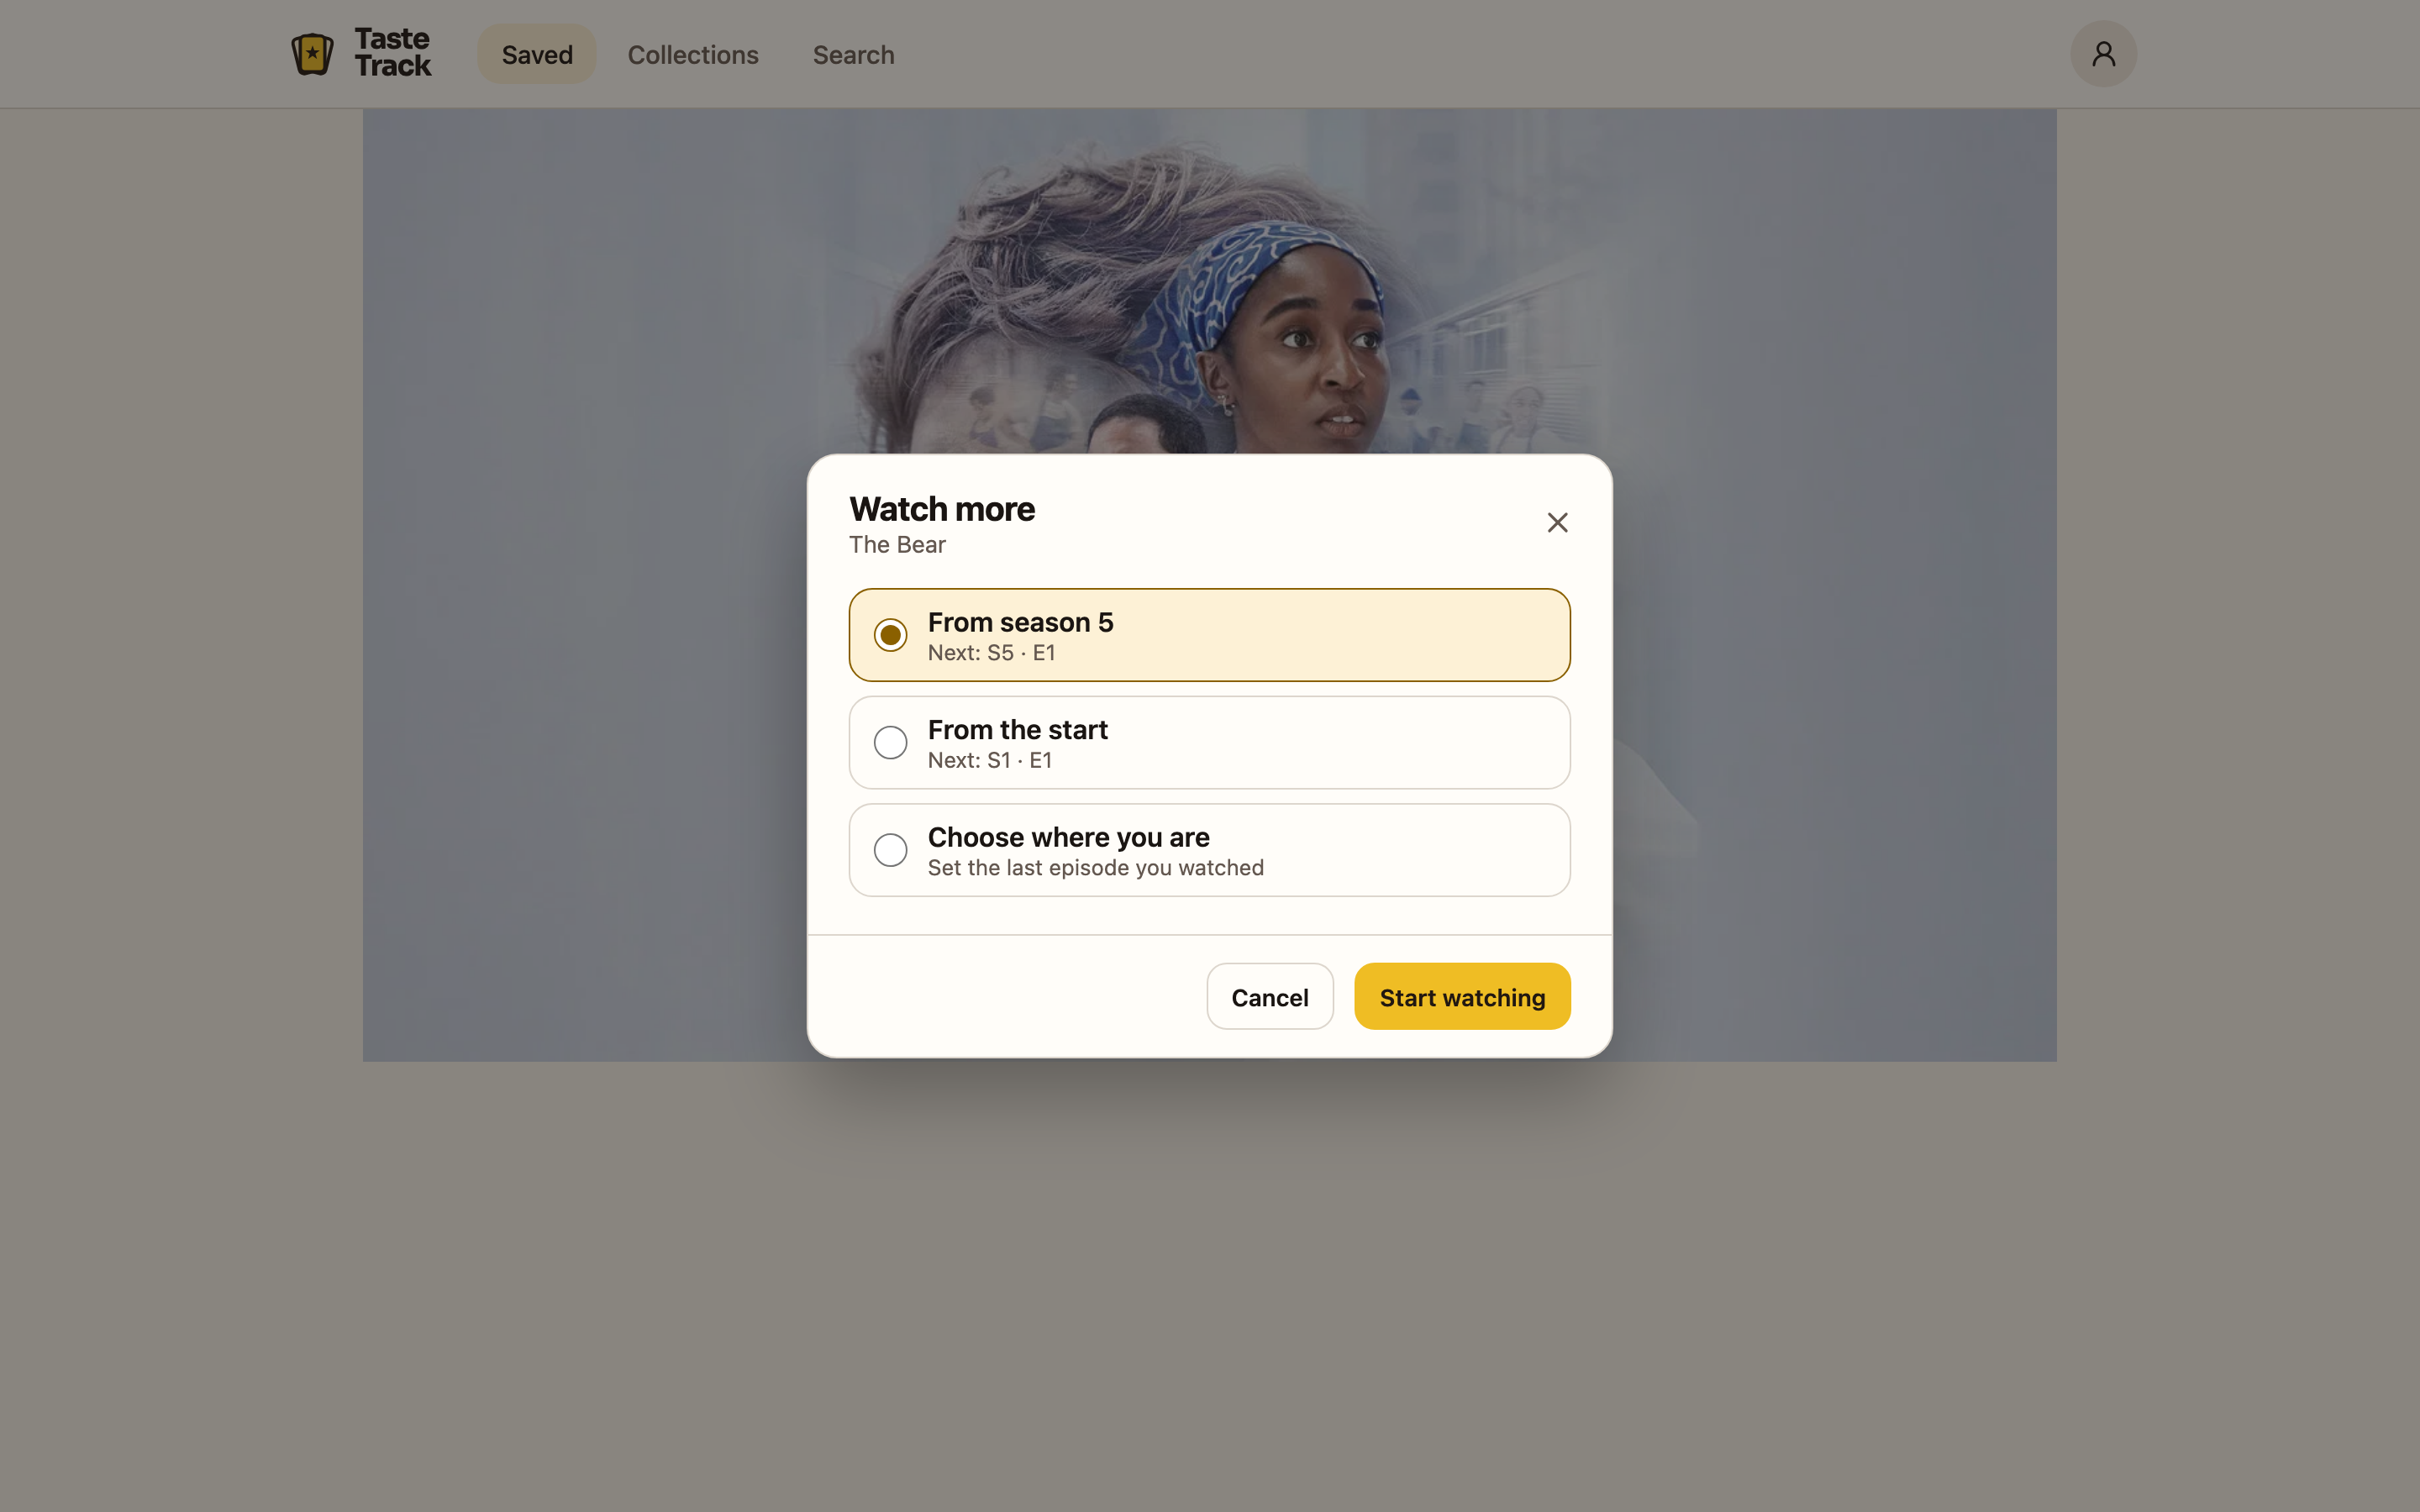 Taste
Track
Saved
Collections
Search
Watch more
The Bear
From season 5
Next: S5 · E1
From the start
Next: S1 · E1
Choose where you are
Set the last episode you watched
Cancel
Start watching